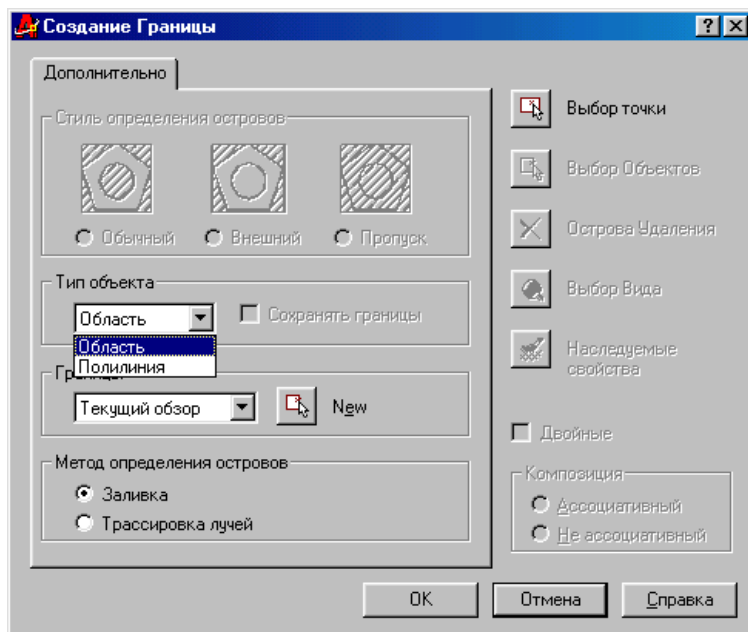 Создание Границы
Дополнительно
Стиль определения островов
Обычный Внешний Пропуск
Тип объекта
Область Сохранять границы
Область
Полилиния
Границы
Текущий обзор New
Метод определения островов
Заливка
Трассировка лучей
Выбор точки
Выбор Объектов
Острова Удаления
Выбор Вида
Наследуемые
свойства
Двойные
Композиция
Ассоциативный
Не ассоциативный
OK Отмена Справка